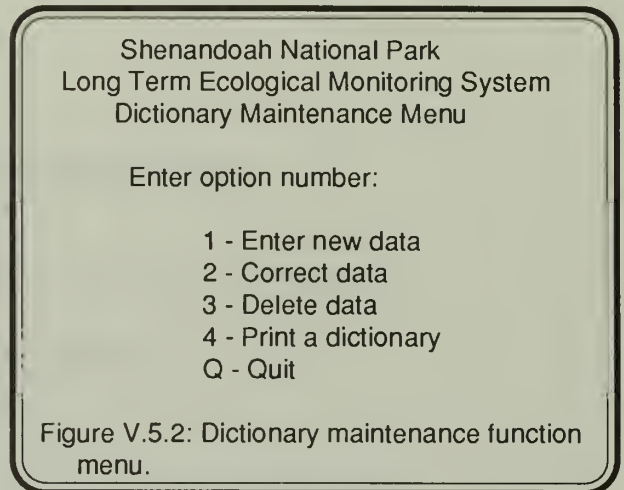 Shenandoah National Park
Long Term Ecological Monitoring System
Dictionary Maintenance Menu
Enter option number:
1 - Enter new data
2 - Correct data
3 - Delete data
4 - Print a dictionary
Q - Quit
Figure V.5.2: Dictionary maintenance function
menu.